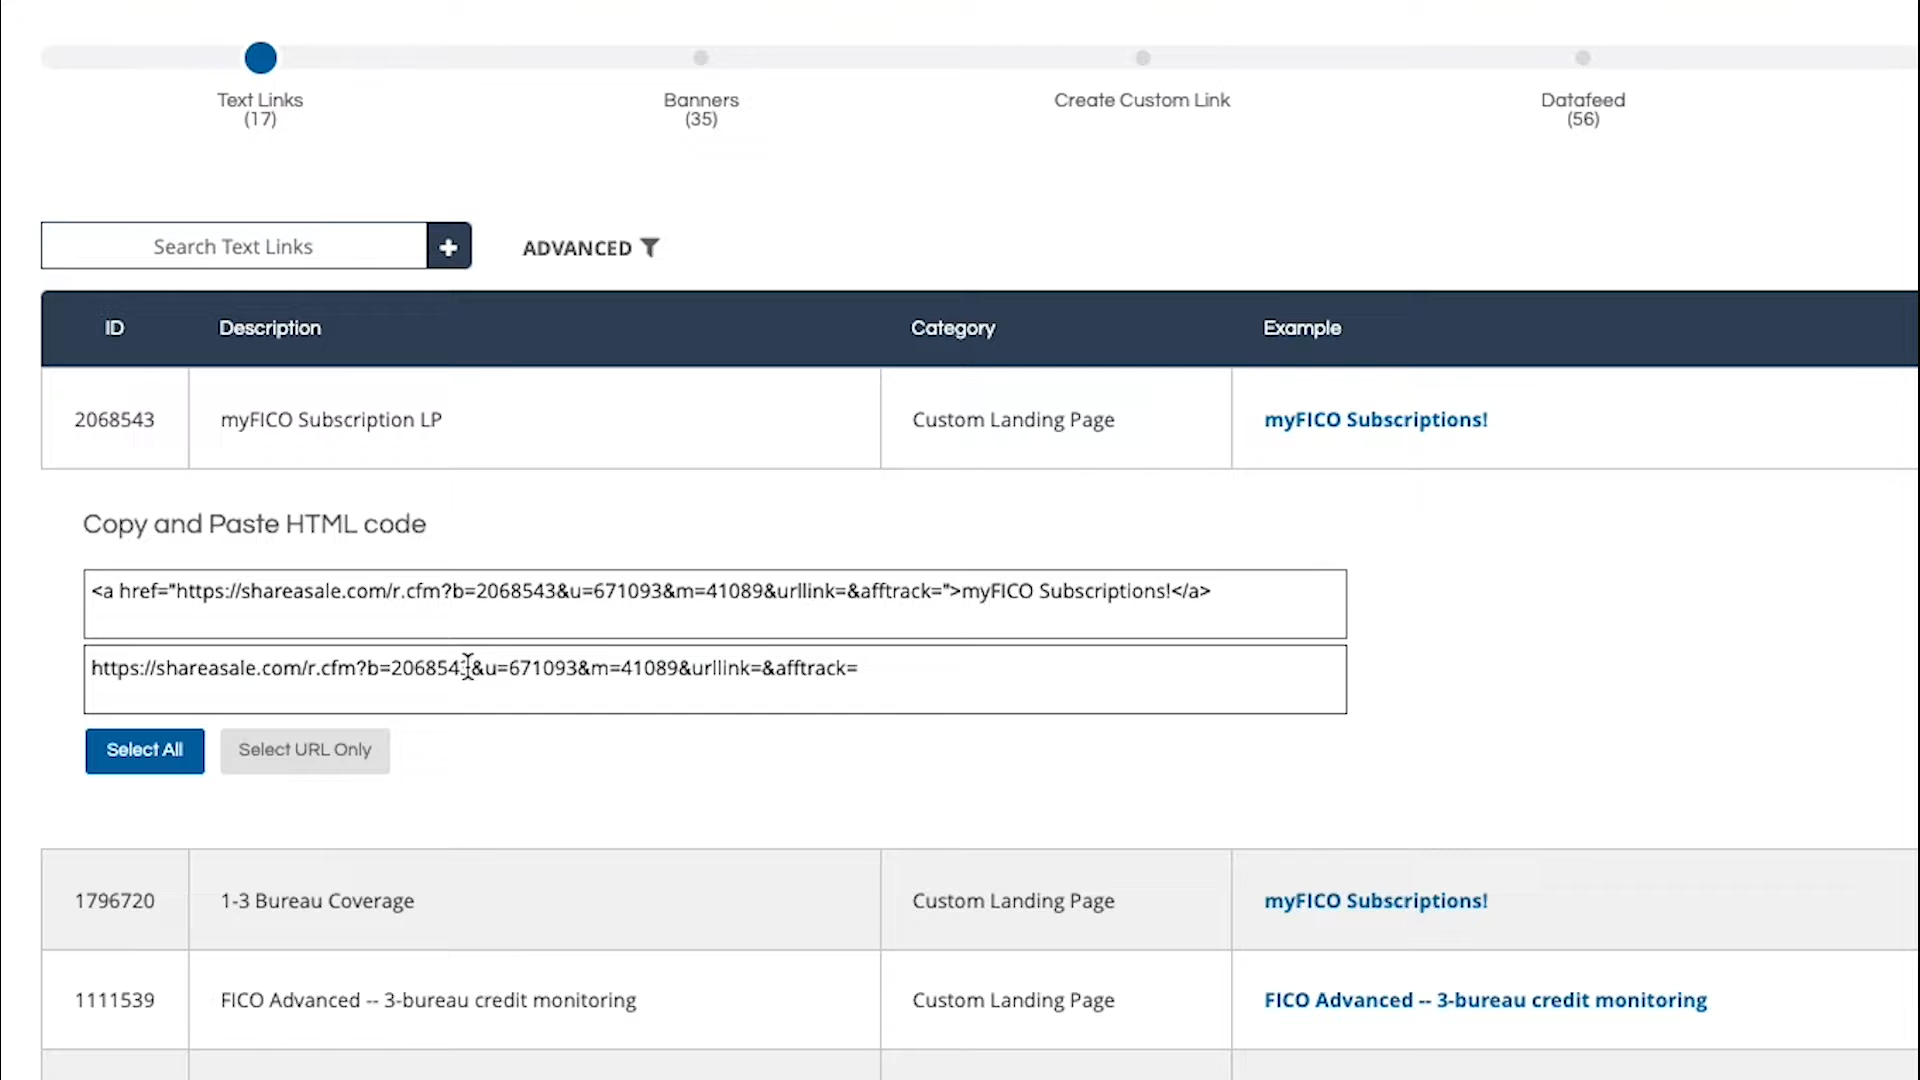 Text Links
(17)
Banners
(35)
Create Custom Link
Datafeed
(56)
Search Text Links
ADVANCED
ID
Description
Category
Example
2068543
myFICO Subscription LP
Custom Landing Page
myFICO Subscriptions!
Copy and Paste HTML code
<a href="https://shareasale.com/r.cfm?b=2068543&u=671093&m=41089&urllink=&afftrack=">myFICO Subscriptions!</a>
https://shareasale.com/r.cfm?b=2068543&u=671093&m=41089&urllink=&afftrack=
Select All
Select URL Only
1796720
1-3 Bureau Coverage
Custom Landing Page
myFICO Subscriptions!
1111539
FICO Advanced -- 3-bureau credit monitoring
Custom Landing Page
FICO Advanced -- 3-bureau credit monitoring